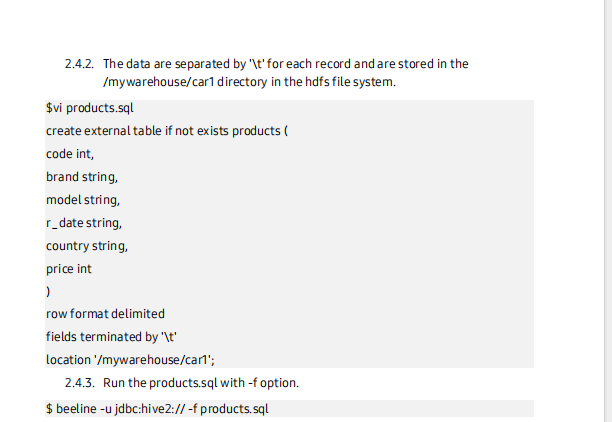 2.4.2. The data are separated by '\t' for each record and are stored in the
/mywarehouse/car1 directory in the hdfs file system.
$vi products.sql
create external table if not exists products (
code int,
brand string,
model string,
r_date string,
country string,
price int
)
row format delimited
fields terminated by '\t'
location '/mywarehouse/car1';
2.4.3. Run the products.sql with -f option.
$ beeline -u jdbc:hive2:// -f products.sql